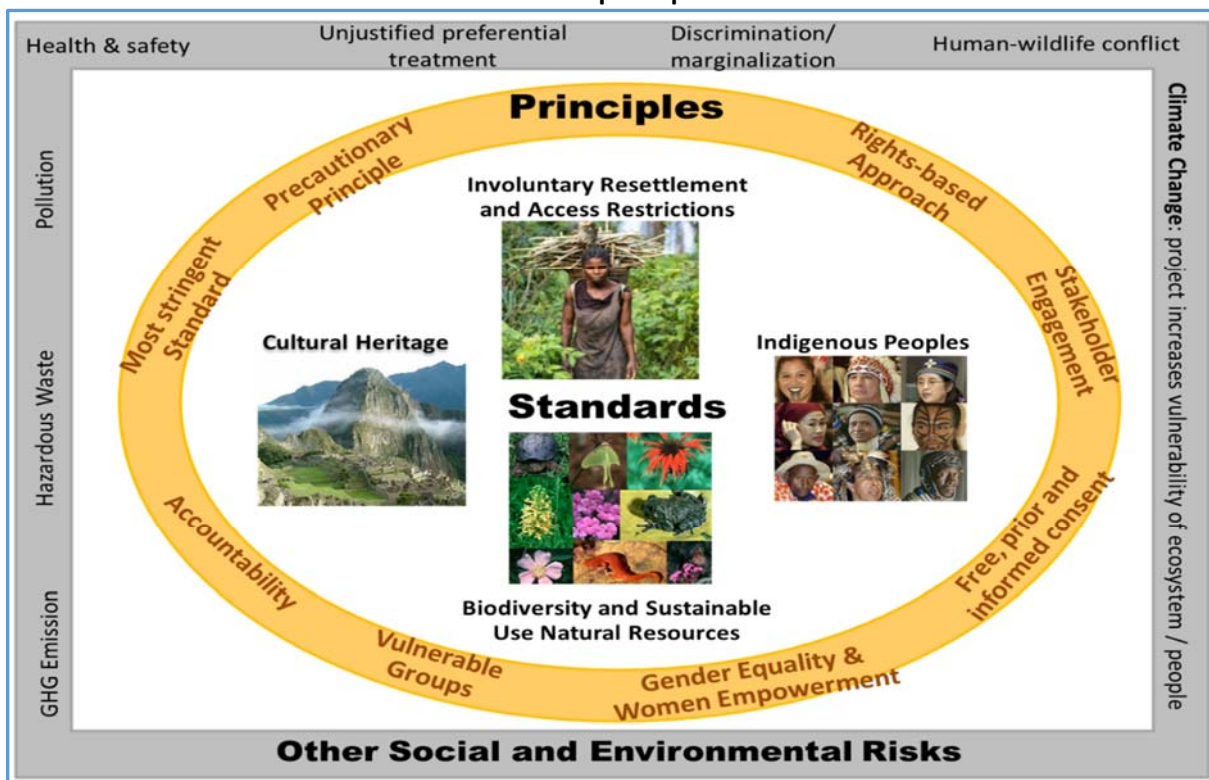 Health & safety
Unjustified preferential
treatment
Discrimination/
marginalization
Human-wildlife conflict
Principles
Precautionary
Principle
Rights-based
Approach
Most stringent
Standard
Stakeholder
Engagement
Involuntary Resettlement
and Access Restrictions
Cultural Heritage
Indigenous Peoples
Standards
Biodiversity and Sustainable
Use Natural Resources
Accountability
Free, prior and
informed consent
Vulnerable
Groups
Gender Equality &
Women Empowerment
Pollution
Hazardous Waste
GHG Emission
Climate Change: project increases vulnerability of ecosystem / people
Other Social and Environmental Risks